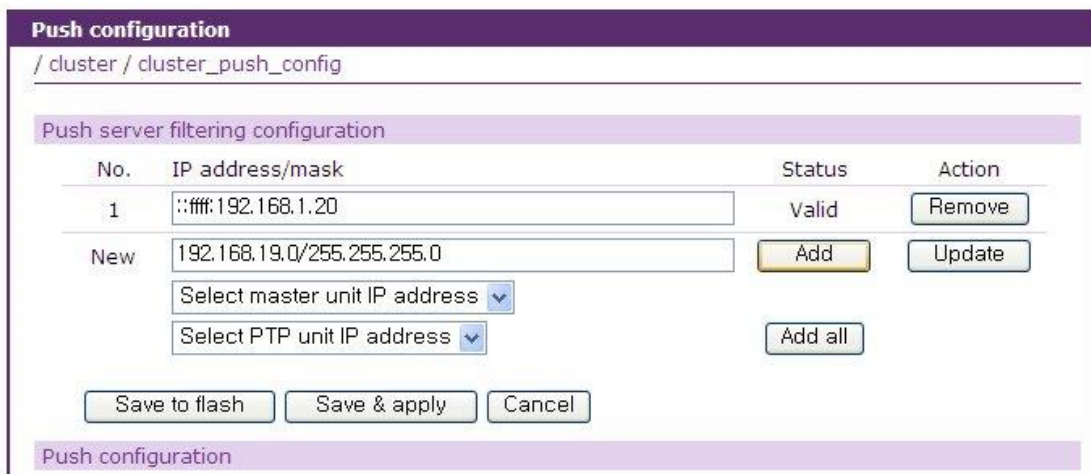 Push configuration
/ cluster / cluster_push_config
Push server filtering configuration
No. IP address/mask Status Action
1 ::ffff:192.168.1.20 Valid Remove
New 192.168.19.0/255.255.255.0 Add Update
Select master unit IP address
Select PTP unit IP address Add all
Save to flash Save & apply Cancel
Push configuration